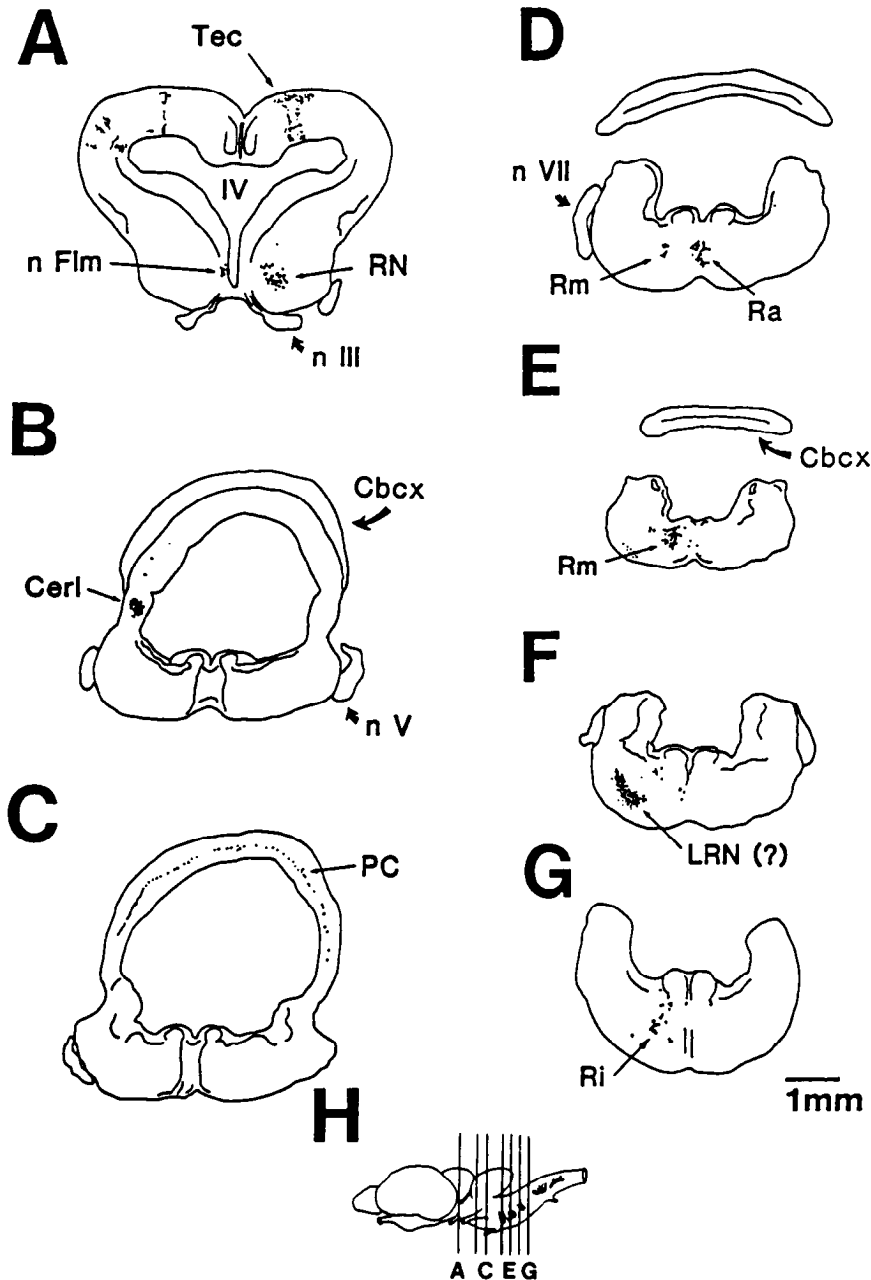 A
Tec
IV
n Flm
RN
n III
B
Cbcx
Cerl
n V
C
PC
D
n VII
Rm
Ra
E
Cbcx
Rm
F
LRN (?)
G
Ri
1mm
H
A C E G